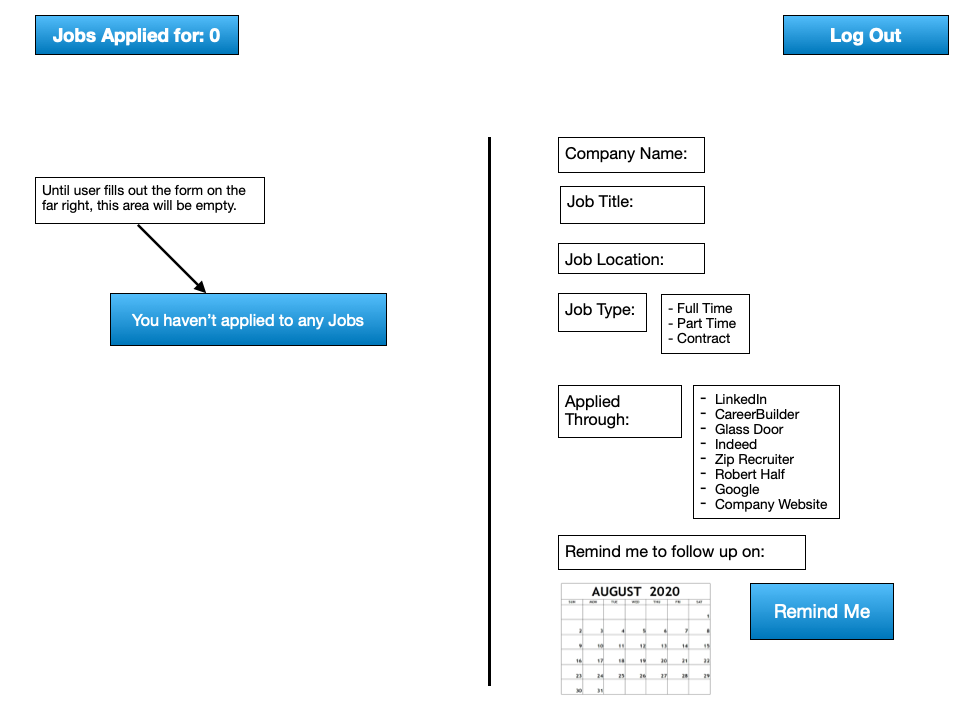 Jobs Applied for: 0
Log Out
Until user fills out the form on the
far right, this area will be empty.
You haven’t applied to any Jobs
Company Name:
Job Title:
Job Location:
Job Type:
- Full Time
- Part Time
- Contract
Applied
Through:
- LinkedIn
- CareerBuilder
- Glass Door
- Indeed
- Zip Recruiter
- Robert Half
- Google
- Company Website
Remind me to follow up on:
AUGUST 2020
SUN MON TUE WED THU FRI SAT
1
2 3 4 5 6 7 8
9 10 11 12 13 14 15
16 17 18 19 20 21 22
23 24 25 26 27 28 29
30 31
Remind Me